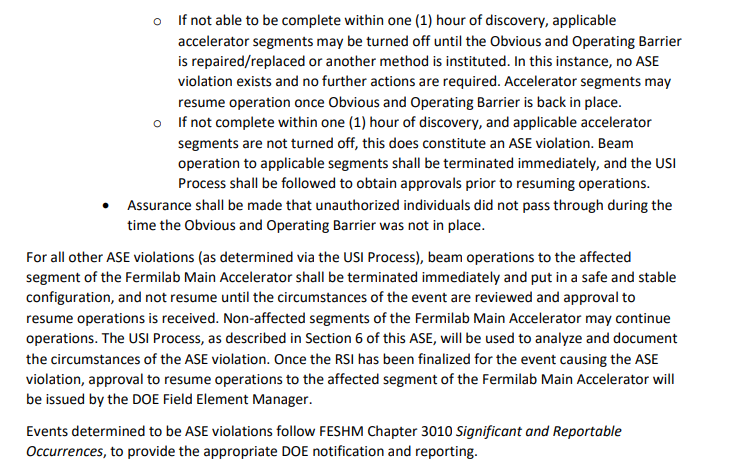 o If not able to be complete within one (1) hour of discovery, applicable
accelerator segments may be turned off until the Obvious and Operating Barrier
is repaired/replaced or another method is instituted. In this instance, no ASE
violation exists and no further actions are required. Accelerator segments may
resume operation once Obvious and Operating Barrier is back in place.
o If not complete within one (1) hour of discovery, and applicable accelerator
segments are not turned off, this does constitute an ASE violation. Beam
operation to applicable segments shall be terminated immediately, and the USI
Process shall be followed to obtain approvals prior to resuming operations.
• Assurance shall be made that unauthorized individuals did not pass through during the
time the Obvious and Operating Barrier was not in place.
For all other ASE violations (as determined via the USI Process), beam operations to the affected
segment of the Fermilab Main Accelerator shall be terminated immediately and put in a safe and stable
configuration, and not resume until the circumstances of the event are reviewed and approval to
resume operations is received. Non-affected segments of the Fermilab Main Accelerator may continue
operations. The USI Process, as described in Section 6 of this ASE, will be used to analyze and document
the circumstances of the ASE violation. Once the RSI has been finalized for the event causing the ASE
violation, approval to resume operations to the affected segment of the Fermilab Main Accelerator will
be issued by the DOE Field Element Manager.
Events determined to be ASE violations follow FESHM Chapter 3010 Significant and Reportable
Occurrences, to provide the appropriate DOE notification and reporting.